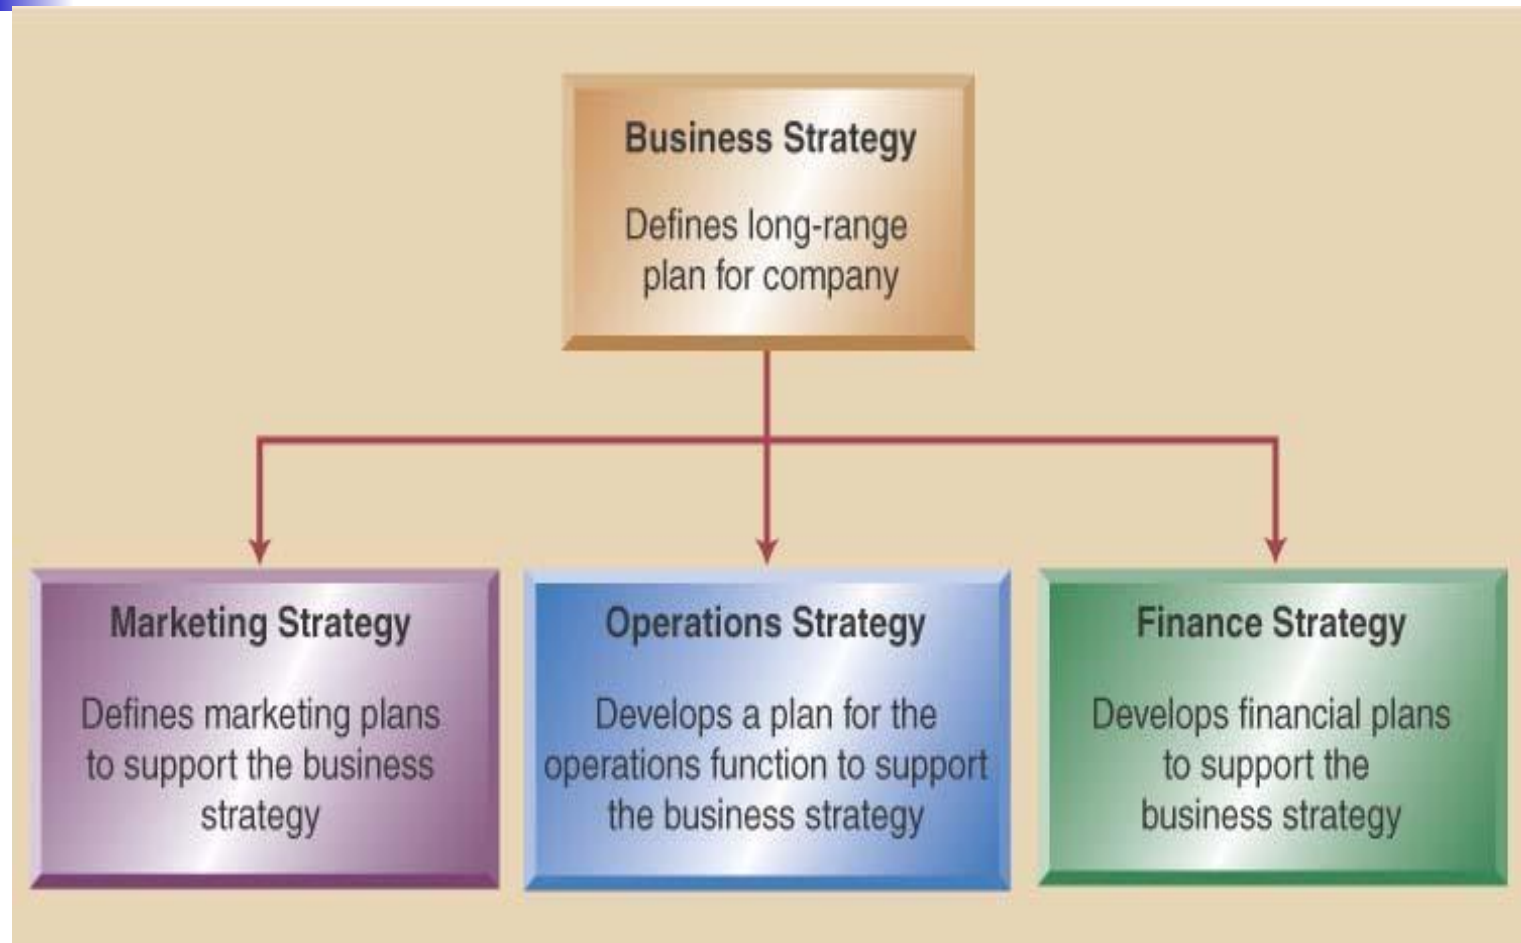 Business Strategy
Defines long-range
plan for company
Marketing Strategy
Defines marketing plans
to support the business
strategy
Operations Strategy
Develops a plan for the
operations function to support
the business strategy
Finance Strategy
Develops financial plans
to support the
business strategy